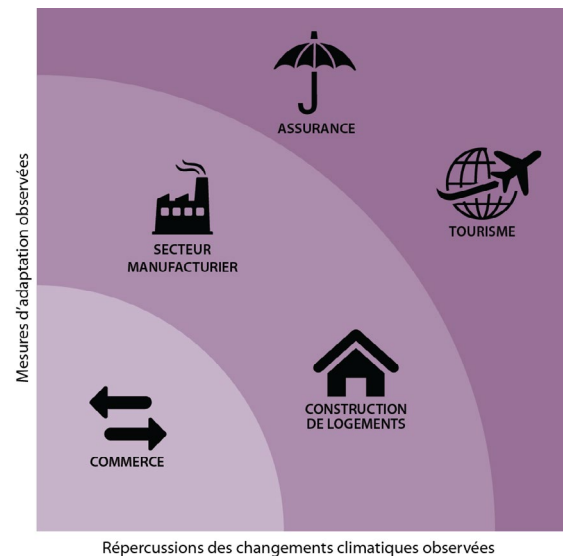 Mesures d'adaptation observées
ASSURANCE
TOURISME
SECTEUR
MANUFACTURIER
CONSTRUCTION
DE LOGEMENTS
COMMERCE
Répercussions des changements climatiques observées